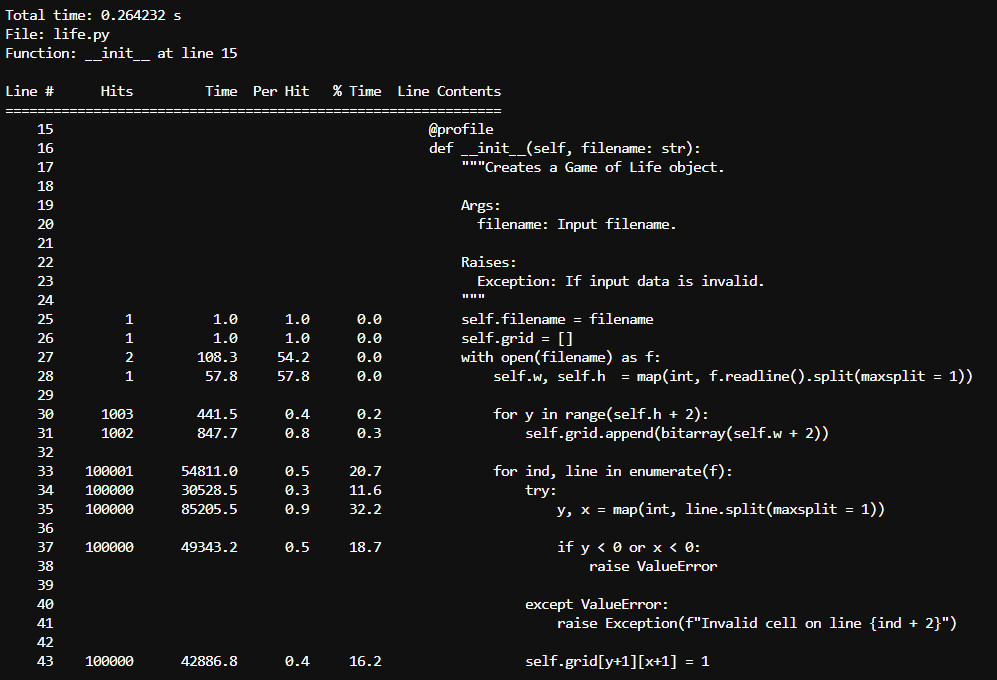 Total time: 0.264232 s
File: life.py
Function: __init__ at line 15

Line #      Hits         Time  Per Hit   % Time  Line Contents
==============================================================
    15                                               @profile
    16                                               def __init__(self, filename: str):
    17                                                   """Creates a Game of Life object.
    18
    19                                                   Args:
    20                                                     filename: Input filename.
    21
    22                                                   Raises:
    23                                                     Exception: If input data is invalid.
    24                                                   """
    25         1          1.0      1.0      0.0          self.filename = filename
    26         1          1.0      1.0      0.0          self.grid = []
    27         2        108.3     54.2      0.0          with open(filename) as f:
    28         1         57.8     57.8      0.0              self.w, self.h  = map(int, f.readline().split(maxsplit = 1))
    29
    30      1003        441.5      0.4      0.2              for y in range(self.h + 2):
    31      1002        847.7      0.8      0.3                  self.grid.append(bitarray(self.w + 2))
    32
    33    100001      54811.0      0.5     20.7              for ind, line in enumerate(f):
    34    100000      30528.5      0.3     11.6                  try:
    35    100000      85205.5      0.9     32.2                      y, x = map(int, line.split(maxsplit = 1))
    36
    37    100000      49343.2      0.5     18.7                      if y < 0 or x < 0:
    38                                                                   raise ValueError
    39
    40                                                           except ValueError:
    41                                                               raise Exception(f"Invalid cell on line {ind + 2}")
    42
    43    100000      42886.8      0.4     16.2                  self.grid[y+1][x+1] = 1